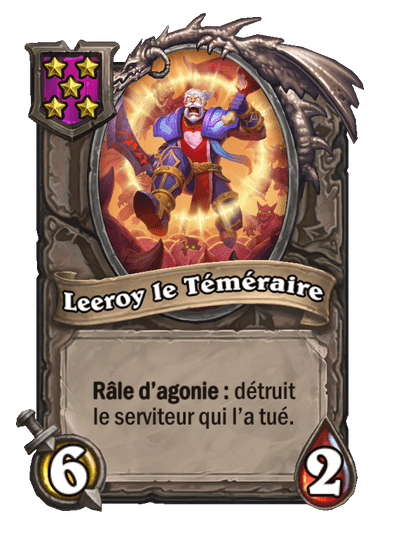 Leeroy le Téméraire
Râle d’agonie : détruit
le serviteur qui l’a tué.
6
2